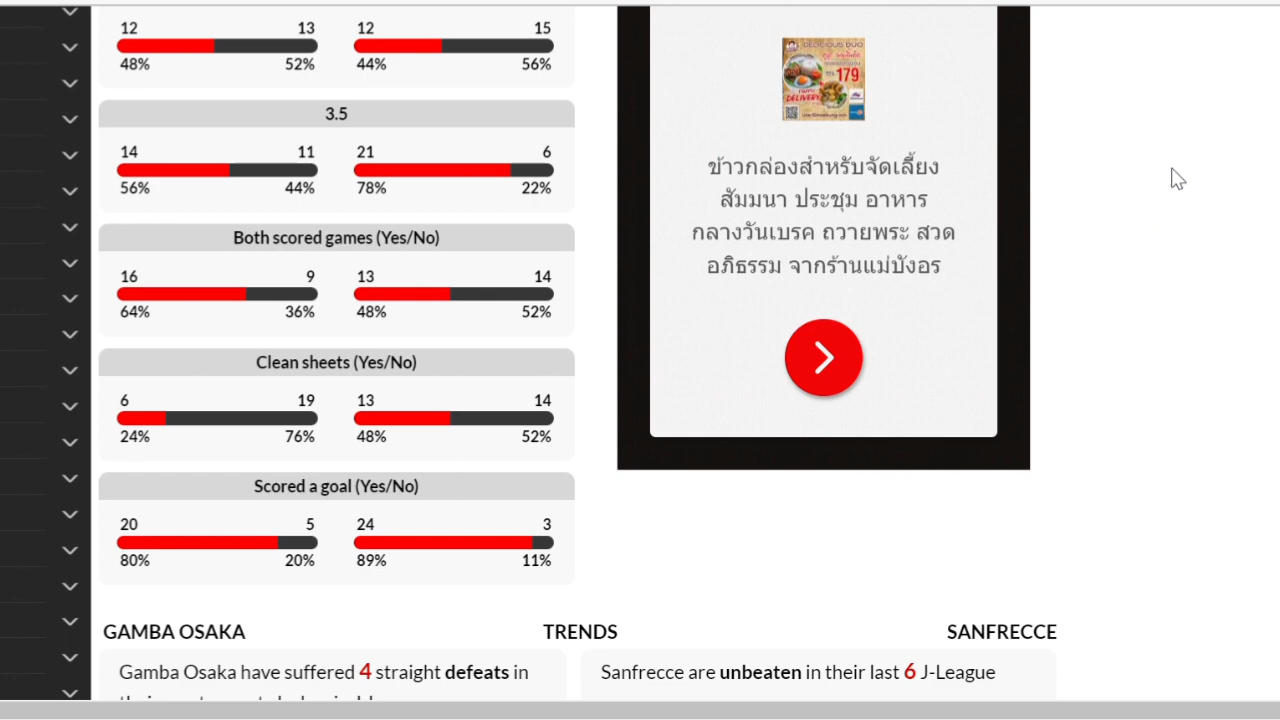 12 13 12 15
48% 52% 44% 56%
3.5
14 11 21 6
56% 44% 78% 22%
Both scored games (Yes/No)
16 9 13 14
64% 36% 48% 52%
Clean sheets (Yes/No)
6 19 13 14
24% 76% 48% 52%
Scored a goal (Yes/No)
20 5 24 3
80% 20% 89% 11%
DELICIOUS DUO
179
DELIVERY
ข้าวกล่องสำหรับจัดเลี้ยง
สัมมนา ประชุม อาหาร
กลางวันเบรค ถวายพระ สวด
อภิธรรม จากร้านแม่บังอร
GAMBA OSAKA TRENDS SANFRECCE
Gamba Osaka have suffered 4 straight defeats in
Sanfrecce are unbeaten in their last 6 J-League